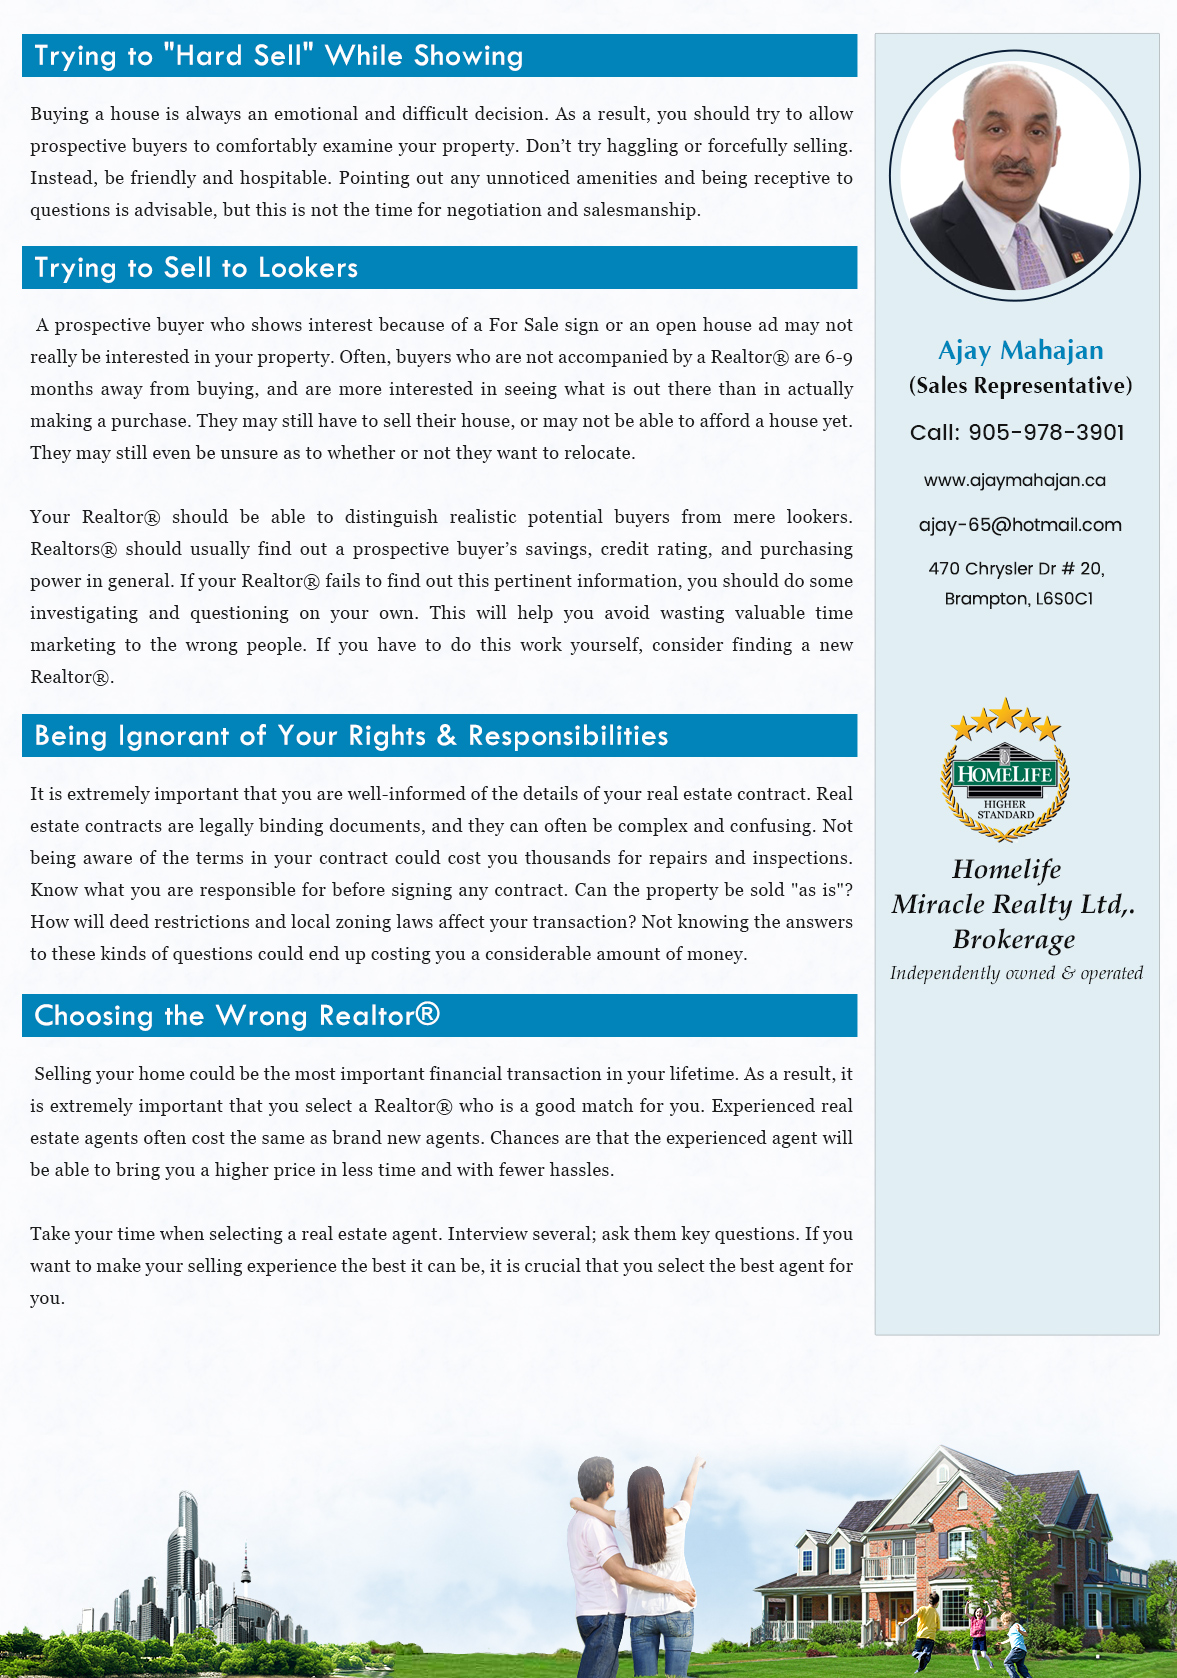 Trying to "Hard Sell" While Showing
Buying a house is always an emotional and difficult decision. As a result, you should try to allow
prospective buyers to comfortably examine your property. Don’t try haggling or forcefully selling.
Instead, be friendly and hospitable. Pointing out any unnoticed amenities and being receptive to
questions is advisable, but this is not the time for negotiation and salesmanship.
Trying to Sell to Lookers
A prospective buyer who shows interest because of a For Sale sign or an open house ad may not
really be interested in your property. Often, buyers who are not accompanied by a Realtor® are 6-9
months away from buying, and are more interested in seeing what is out there than in actually
making a purchase. They may still have to sell their house, or may not be able to afford a house yet.
They may still even be unsure as to whether or not they want to relocate.
Your Realtor® should be able to distinguish realistic potential buyers from mere lookers.
Realtors® should usually find out a prospective buyer’s savings, credit rating, and purchasing
power in general. If your Realtor® fails to find out this pertinent information, you should do some
investigating and questioning on your own. This will help you avoid wasting valuable time
marketing to the wrong people. If you have to do this work yourself, consider finding a new
Realtor®.
Being Ignorant of Your Rights & Responsibilities
It is extremely important that you are well-informed of the details of your real estate contract. Real
estate contracts are legally binding documents, and they can often be complex and confusing. Not
being aware of the terms in your contract could cost you thousands for repairs and inspections.
Know what you are responsible for before signing any contract. Can the property be sold "as is"?
How will deed restrictions and local zoning laws affect your transaction? Not knowing the answers
to these kinds of questions could end up costing you a considerable amount of money.
Choosing the Wrong Realtor®
Selling your home could be the most important financial transaction in your lifetime. As a result, it
is extremely important that you select a Realtor® who is a good match for you. Experienced real
estate agents often cost the same as brand new agents. Chances are that the experienced agent will
be able to bring you a higher price in less time and with fewer hassles.
Take your time when selecting a real estate agent. Interview several; ask them key questions. If you
want to make your selling experience the best it can be, it is crucial that you select the best agent for
you.
Ajay Mahajan
(Sales Representative)
Call: 905-978-3901
www.ajaymahajan.ca
ajay-65@hotmail.com
470 Chrysler Dr # 20,
Brampton, L6S0C1
HOMELIFE
HIGHER
STANDARD
Homelife
Miracle Realty Ltd,.
Brokerage
Independently owned & operated